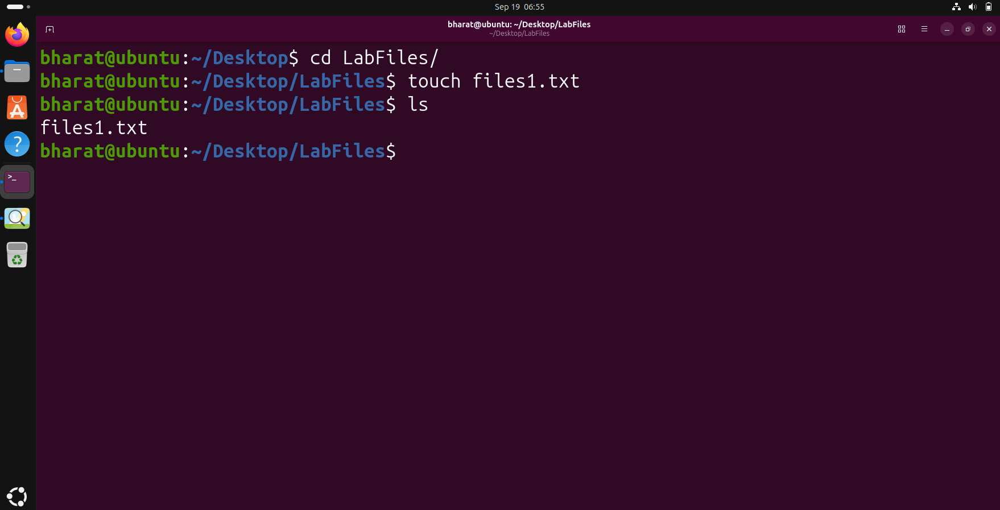 Sep 19 06:55
bharat@ubuntu: ~/Desktop/LabFiles
~/Desktop/LabFiles
bharat@ubuntu:~/Desktop$ cd LabFiles/
bharat@ubuntu:~/Desktop/LabFiles$ touch files1.txt
bharat@ubuntu:~/Desktop/LabFiles$ ls
files1.txt
bharat@ubuntu:~/Desktop/LabFiles$